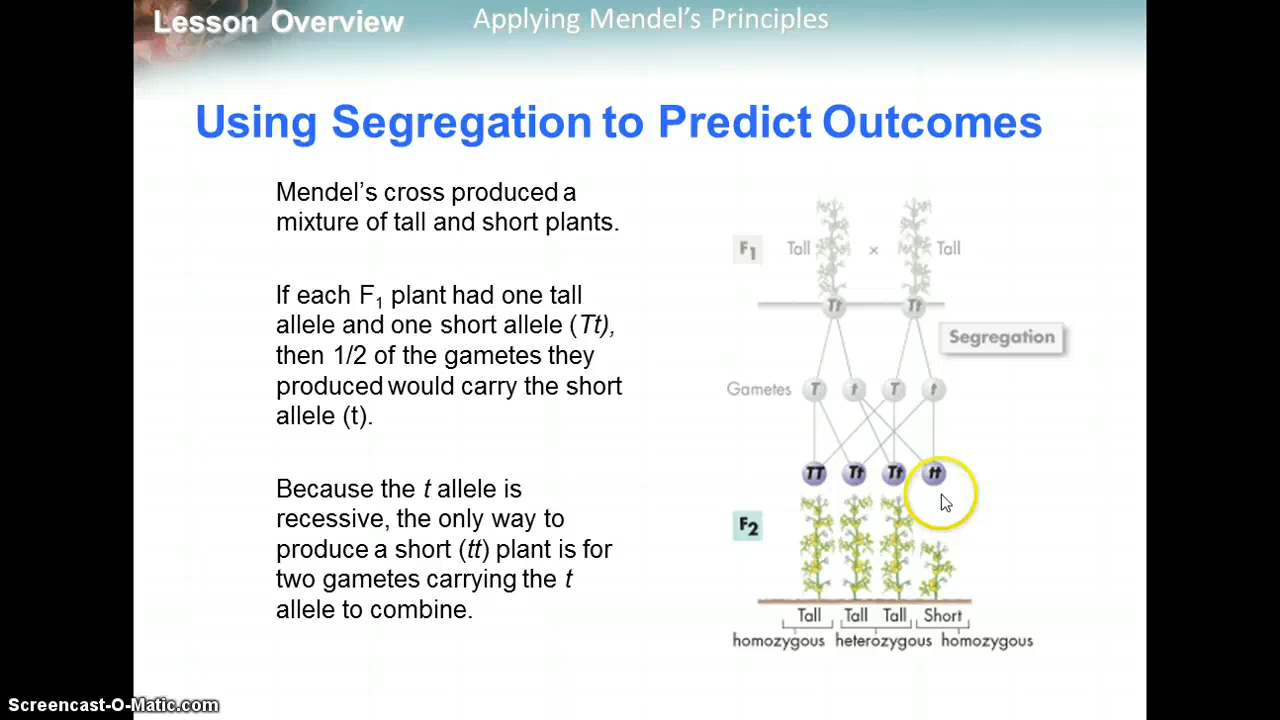 Lesson Overview Applying Mendel's Principles
Using Segregation to Predict Outcomes
Mendel's cross produced a
mixture of tall and short plants.
If each F1 plant had one tall
allele and one short allele (Tt),
then 1/2 of the gametes they
produced would carry the short
allele (t).
Because the t allele is
recessive, the only way to
produce a short (tt) plant is for
two gametes carrying the t
allele to combine.
F1 Tall × Tall
Tt Tt
Segregation
Gametes T t T t
TT Tt Tt tt
F2
Tall Tall Tall Short
homozygous heterozygous homozygous
Screencast-O-Matic.com